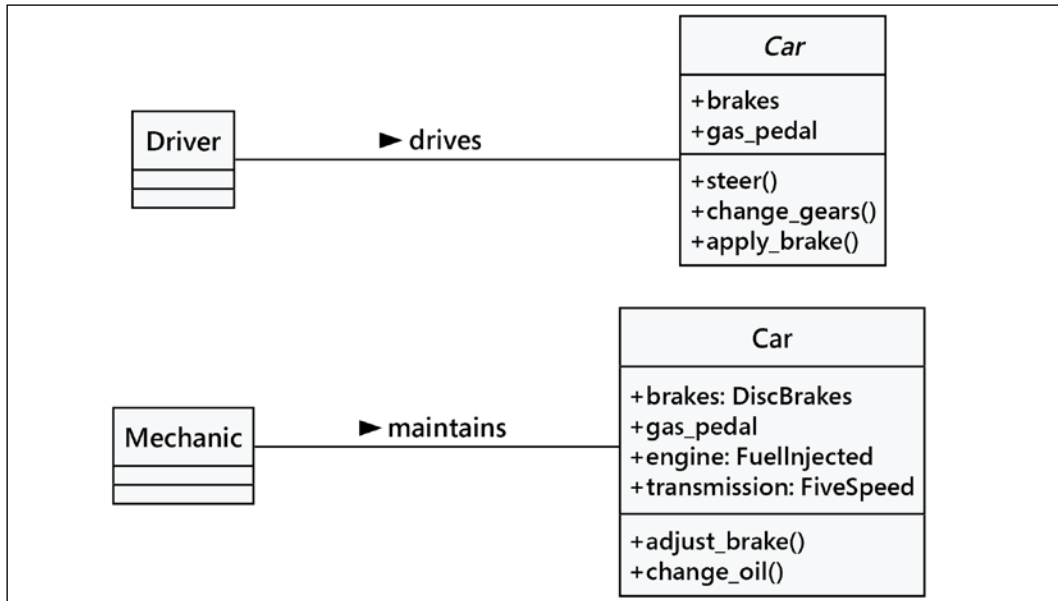 Car
+brakes
+gas_pedal
Driver
► drives
+steer()
+change_gears()
+apply_brake()
Car
+brakes: DiscBrakes
+gas_pedal
Mechanic
► maintains
+engine: FuelInjected
+transmission: FiveSpeed
+adjust_brake()
+change_oil()